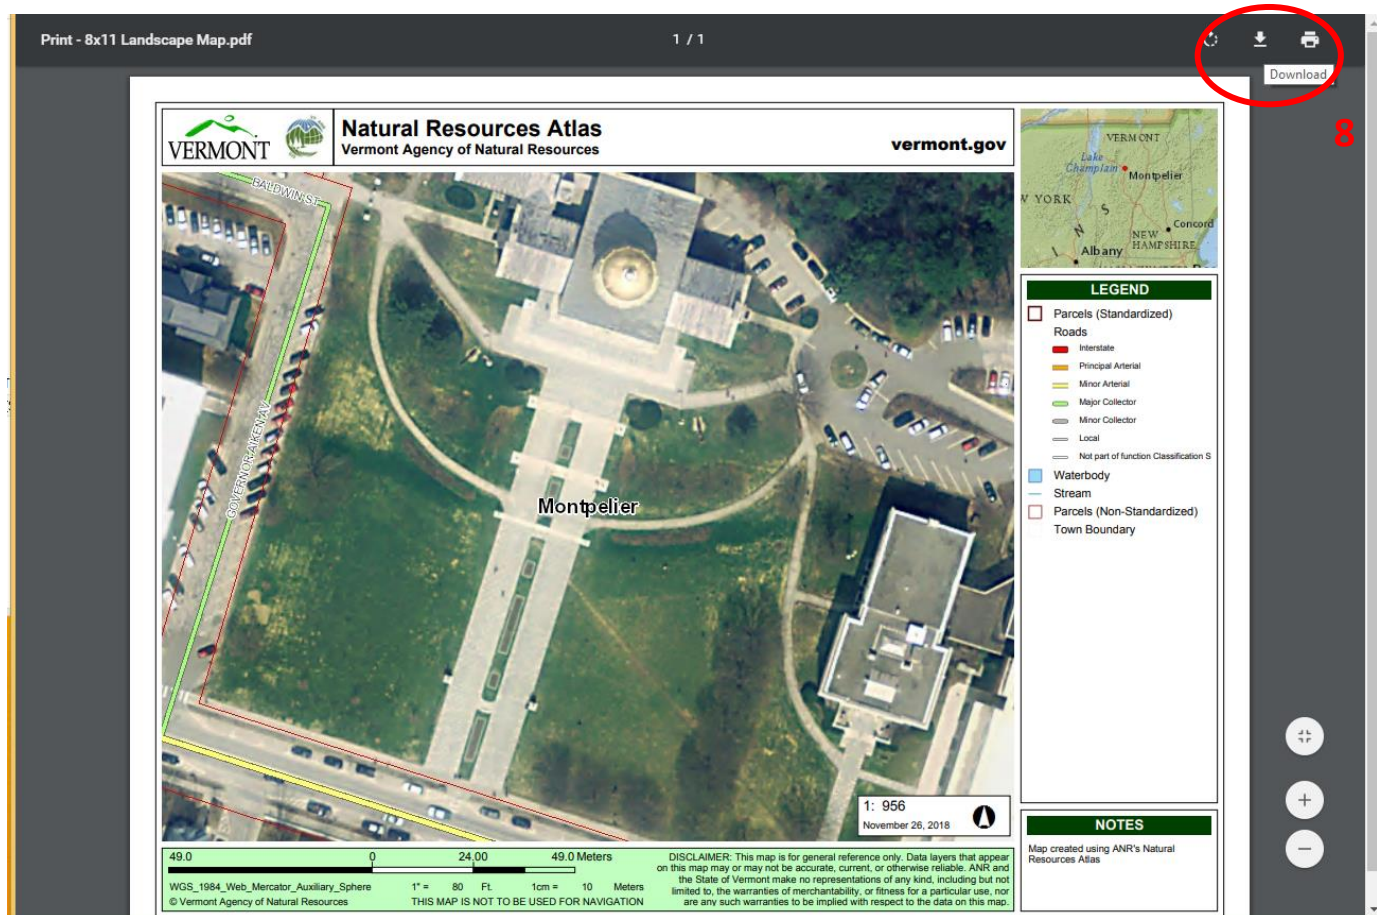 Print - 8x11 Landscape Map.pdf
1 / 1
Download
8
VERMONT
Natural Resources Atlas
Vermont Agency of Natural Resources
vermont.gov
VERMONT
Lake
Champlain
Montpelier
W YORK
Concord
NEW
HAMPSHIRE
Albany
I N S
BALDWIN ST
GOVERNOR AIKEN AV
Montpelier
LEGEND
Parcels (Standardized)
Roads
Interstate
Principal Arterial
Minor Arterial
Major Collector
Minor Collector
Local
Not part of function Classification S
Waterbody
Stream
Parcels (Non-Standardized)
Town Boundary
1: 956
November 26, 2018
NOTES
Map created using ANR's Natural
Resources Atlas
49.0 0 24.00 49.0 Meters
WGS_1984_Web_Mercator_Auxiliary_Sphere 1" = 80 Ft. 1cm = 10 Meters
© Vermont Agency of Natural Resources THIS MAP IS NOT TO BE USED FOR NAVIGATION
DISCLAIMER: This map is for general reference only. Data layers that appear
on this map may or may not be accurate, current, or otherwise reliable. ANR and
the State of Vermont make no representations of any kind, including but not
limited to, the warranties of merchantability, or fitness for a particular use, nor
are any such warranties to be implied with respect to the data on this map.